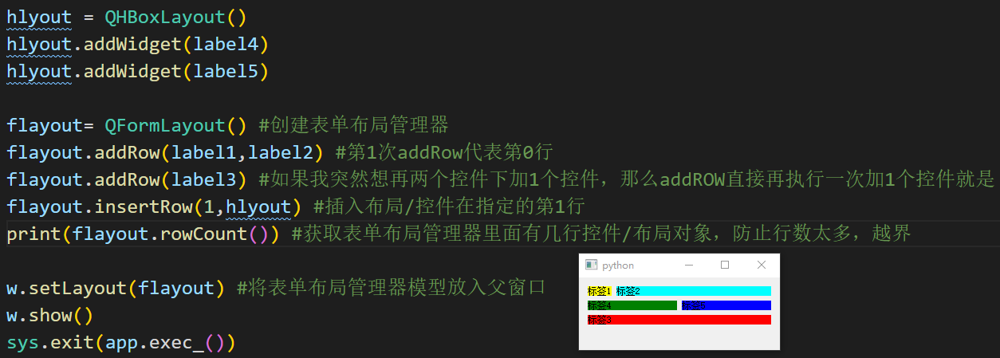 hlyout = QHBoxLayout()
hlyout.addWidget(label4)
hlyout.addWidget(label5)
flayout= QFormLayout() #创建表单布局管理器
flayout.addRow(label1,label2) #第1次addRow代表第0行
flayout.addRow(label3) #如果我突然想再两个控件下加1个控件，那么addROW直接再执行一次加1个控件就是
flayout.insertRow(1,hlyout) #插入布局/控件在指定的第1行
print(flayout.rowCount()) #获取表单布局管理器里面有几行控件/布局对象，防止行数太多，越界
w.setLayout(flayout) #将表单布局管理器模型放入父窗口
w.show()
sys.exit(app.exec_())
python
标签1 标签2
标签4 标签5
标签3